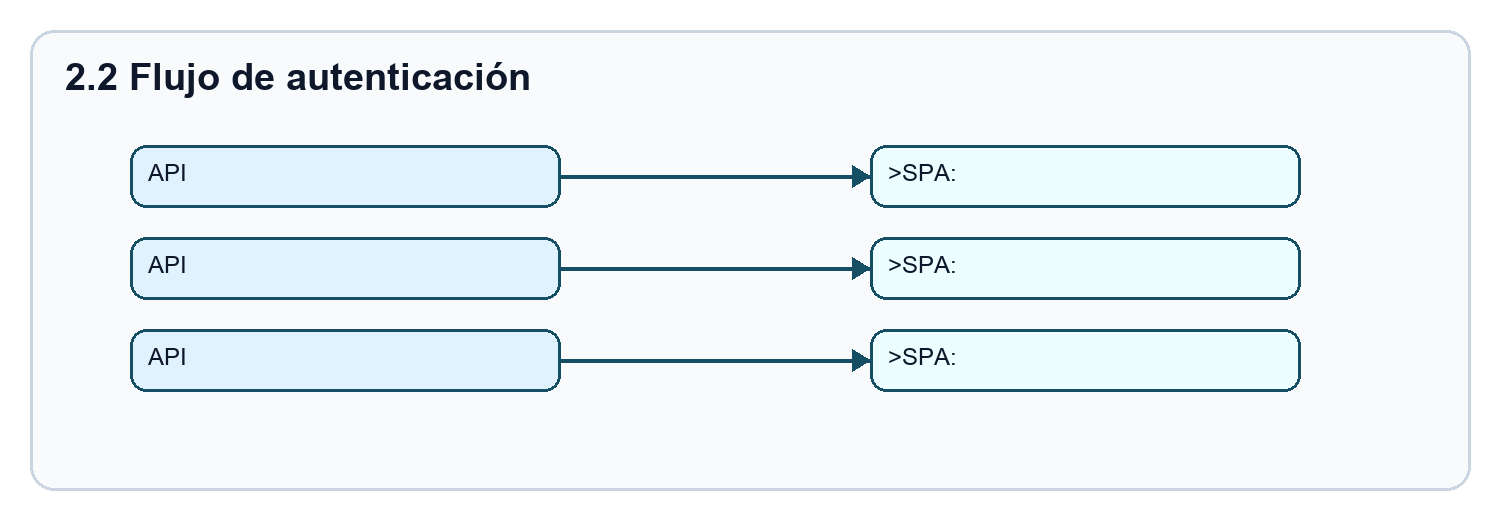 2.2 Flujo de autenticación
API
>SPA:
API
>SPA:
API
>SPA: